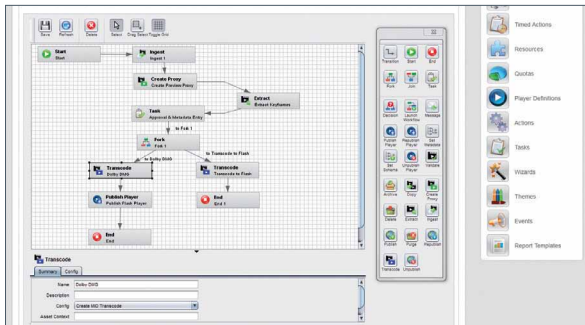 Save
Refresh
Delete
Select
Drag Select
Toggle Grid
Start
Start
Ingest
Ingest 1
Create Proxy
Create Preview Proxy
Extract
Extract Keyframes
Task
Approval & Metadata Entry
to Fork 1
Fork
Fork 1
to Dolby DMG
to Transcode to Flash
Transcode
Dolby DMG
Transcode
Transcode to Flash
Publish Player
Publish Flash Player
End
End 1
End
End
Transition
Start
End
Fork
Join
Task
Decision
Launch Workflow
Message
Publish Player
Republish Player
Set Metadata
Set Schema
Unpublish Player
Validate
Archive
Copy
Create Proxy
Delete
Extract
Ingest
Publish
Purge
Republish
Transcode
Unpublish
Transcode
Summary
Config
Name
Dolby DMG
Description
Config
Create MIO Transcode
Asset Context
Timed Actions
Resources
Quotas
Player Definitions
Actions
Tasks
Wizards
Themes
Events
Report Templates